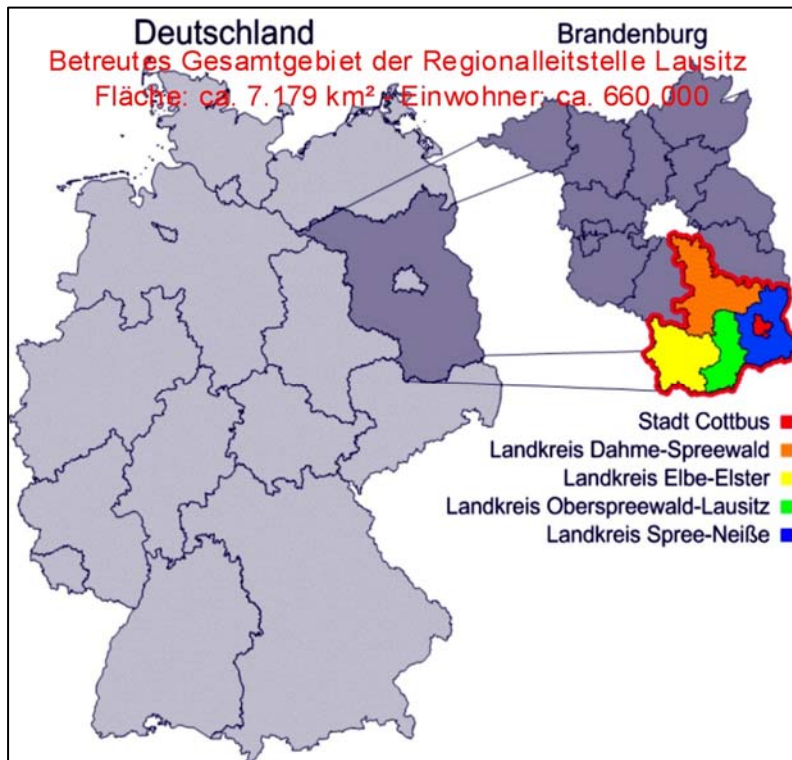 Deutschland
Brandenburg
Betreutes Gesamtgebiet der Regionalleitstelle Lausitz
Fläche: ca. 7.179 km² - Einwohner: ca. 660.000
Stadt Cottbus
Landkreis Dahme-Spreewald
Landkreis Elbe-Elster
Landkreis Oberspreewald-Lausitz
Landkreis Spree-Neiße